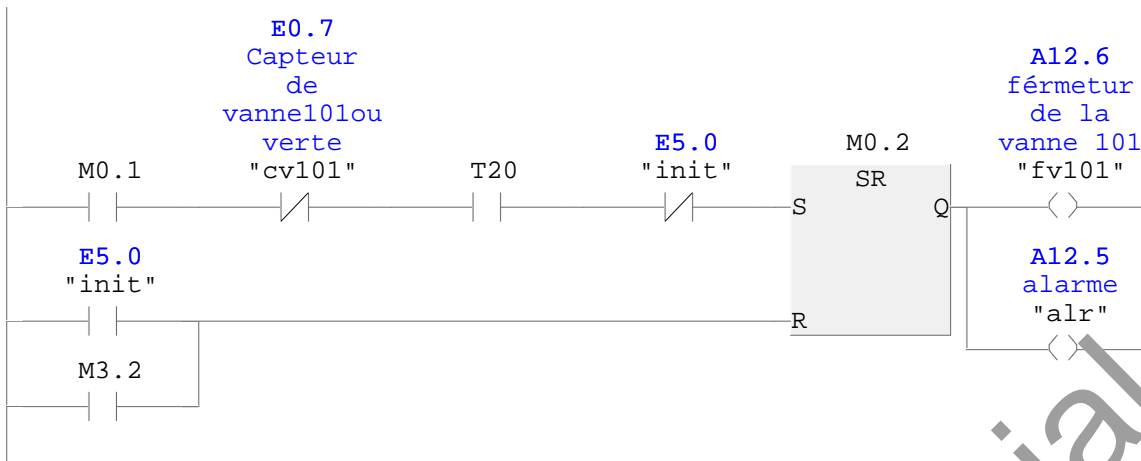 E0.7
Capteur
de
vanne101ou
verte
"cv101"
M0.1
T20
E5.0
"init"
M0.2
SR
S
Q
R
A12.6
férmetur
de la
vanne 101
"fv101"
E5.0
"init"
M3.2
A12.5
alarme
"alr"